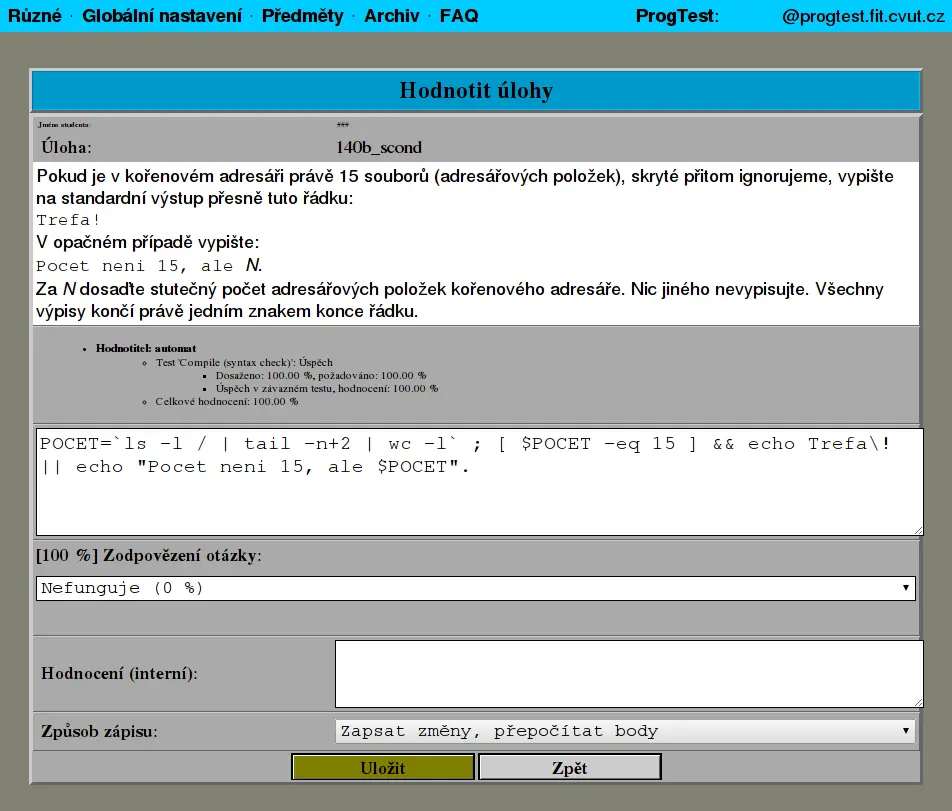 Různé · Globální nastavení · Předměty · Archiv · FAQ ProgTest: @progtest.fit.cvut.cz
Hodnotit úlohy
Jméno studenta: ###
Úloha: 140b_scond
Pokud je v kořenovém adresáři právě 15 souborů (adresářových položek), skryté přitom ignorujeme, vypište
na standardní výstup přesně tuto řádku:
Trefa!
V opačném případě vypište:
Pocet neni 15, ale N.
Za N dosaďte stutečný počet adresářových položek kořenového adresáře. Nic jiného nevypisujte. Všechny
výpisy končí právě jedním znakem konce řádku.
• Hodnotitel: automat
◦ Test 'Compile (syntax check)': Úspěch
▪ Dosaženo: 100.00 %, požadováno: 100.00 %
▪ Úspěch v závazném testu, hodnocení: 100.00 %
◦ Celkové hodnocení: 100.00 %
POCET=`ls -l / | tail -n+2 | wc -l` ; [ $POCET -eq 15 ] && echo Trefa\!
|| echo "Pocet neni 15, ale $POCET".
[100 %] Zodpovězení otázky:
Nefunguje (0 %)
Hodnocení (interní):
Způsob zápisu: Zapsat změny, přepočítat body
Uložit Zpět